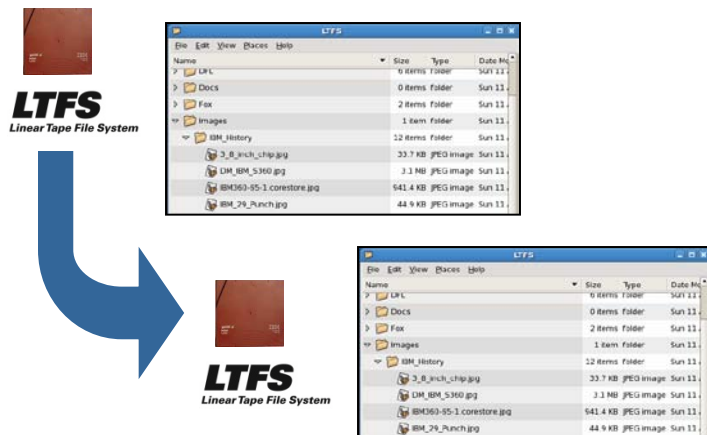 LTFS
File Edit View Places Help
Name Size Type Date Mo
DFL 6 items folder Sun 11
Docs 0 items folder Sun 11
Fox 2 items folder Sun 11
Images 1 item folder Sun 11
IBM_History 12 items folder Sun 11
3_8_inch_chip.jpg 33.7 KB JPEG image Sun 11
DM_IBM_S360.jpg 3.1 MB JPEG image Sun 11
IBM360-65-1.corestore.jpg 941.4 KB JPEG image Sun 11
IBM_29_Punch.jpg 44.9 KB JPEG image Sun 11
LTFS
Linear Tape File System
LTFS
File Edit View Places Help
Name Size Type Date Mo
DFL 6 items folder Sun 11
Docs 0 items folder Sun 11
Fox 2 items folder Sun 11
Images 1 item folder Sun 11
IBM_History 12 items folder Sun 11
3_8_inch_chip.jpg 33.7 KB JPEG image Sun 11
DM_IBM_S360.jpg 3.1 MB JPEG image Sun 11
IBM360-65-1.corestore.jpg 941.4 KB JPEG image Sun 11
IBM_29_Punch.jpg 44.9 KB JPEG image Sun 11
LTFS
Linear Tape File System